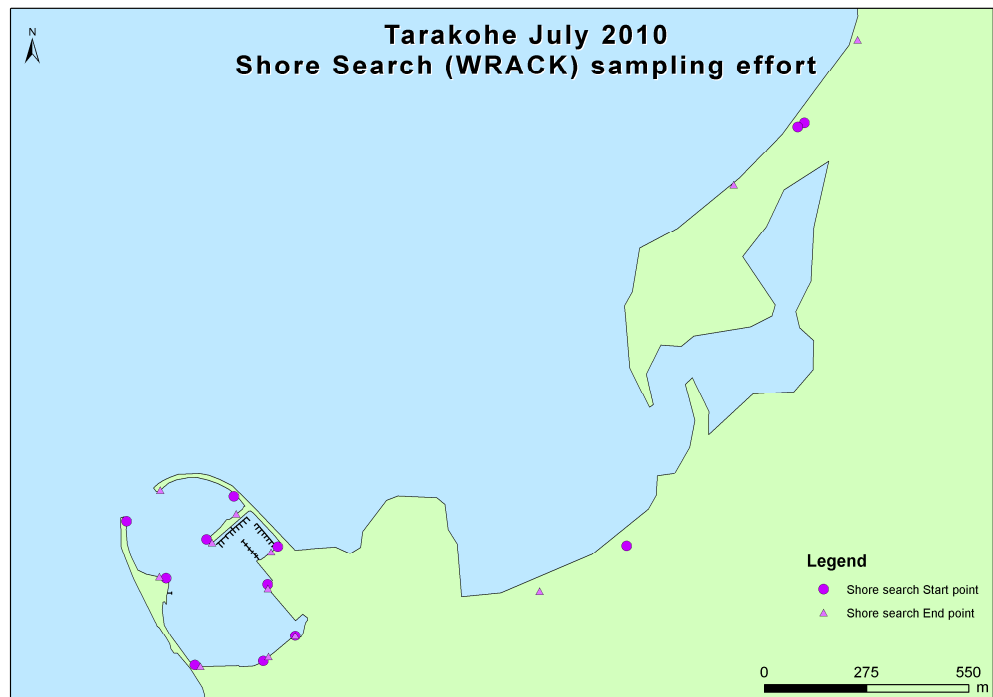 N
Tarakohe July 2010
Shore Search (WRACK) sampling effort
Legend
Shore search Start point
Shore search End point
0 275 550
m